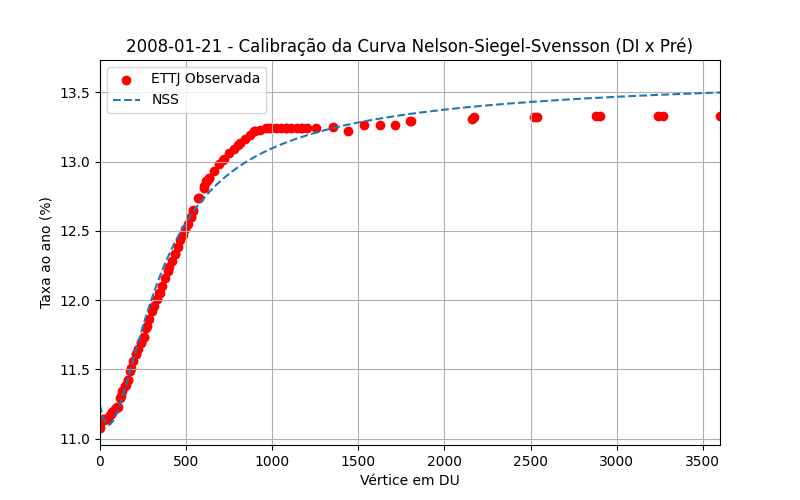 2008-01-21 - Calibração da Curva Nelson-Siegel-Svensson (DI x Pré)
ETTJ Observada
NSS
Taxa ao ano (%)
13.5
13.0
12.5
12.0
11.5
11.0
0 500 1000 1500 2000 2500 3000 3500
Vértice em DU